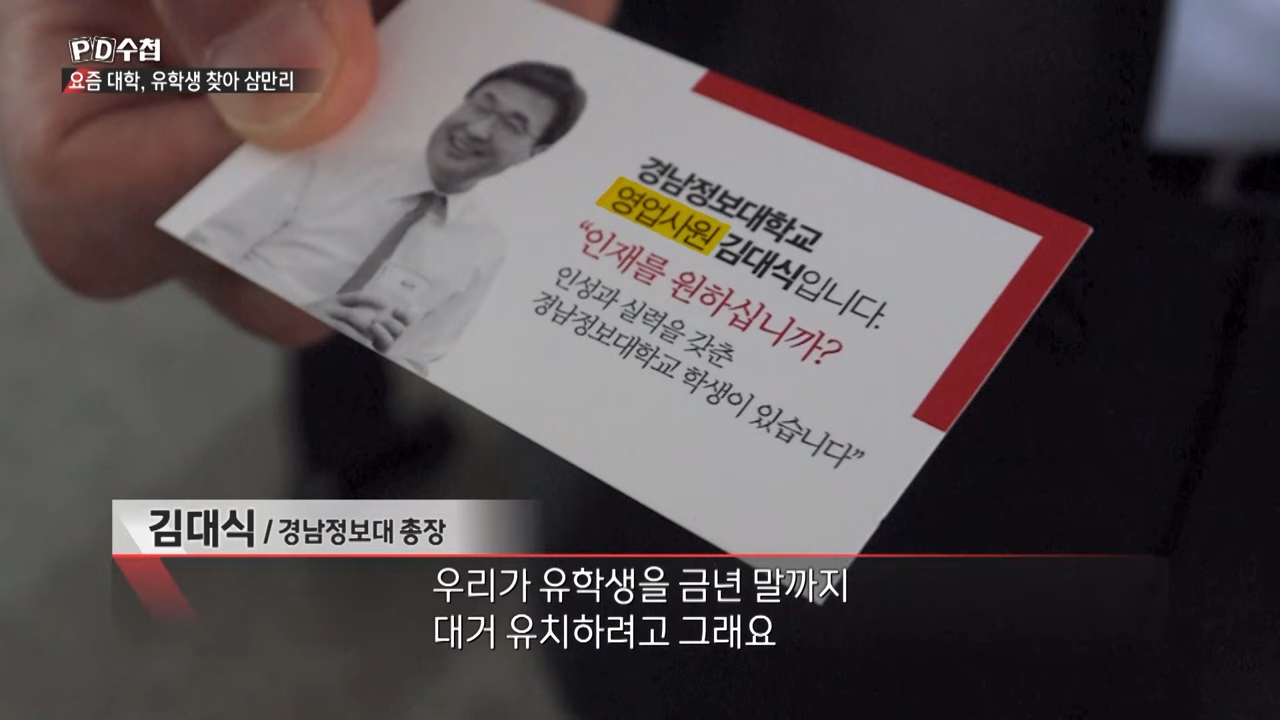 PD수첩
요즘 대학, 유학생 찾아 삼만리
경남정보대학교
영업사원 김대식입니다.
“인재를 원하십니까?
인성과 실력을 갖춘
경남정보대학교 학생이 있습니다”
김대식 / 경남정보대 총장
우리가 유학생을 금년 말까지
대거 유치하려고 그래요